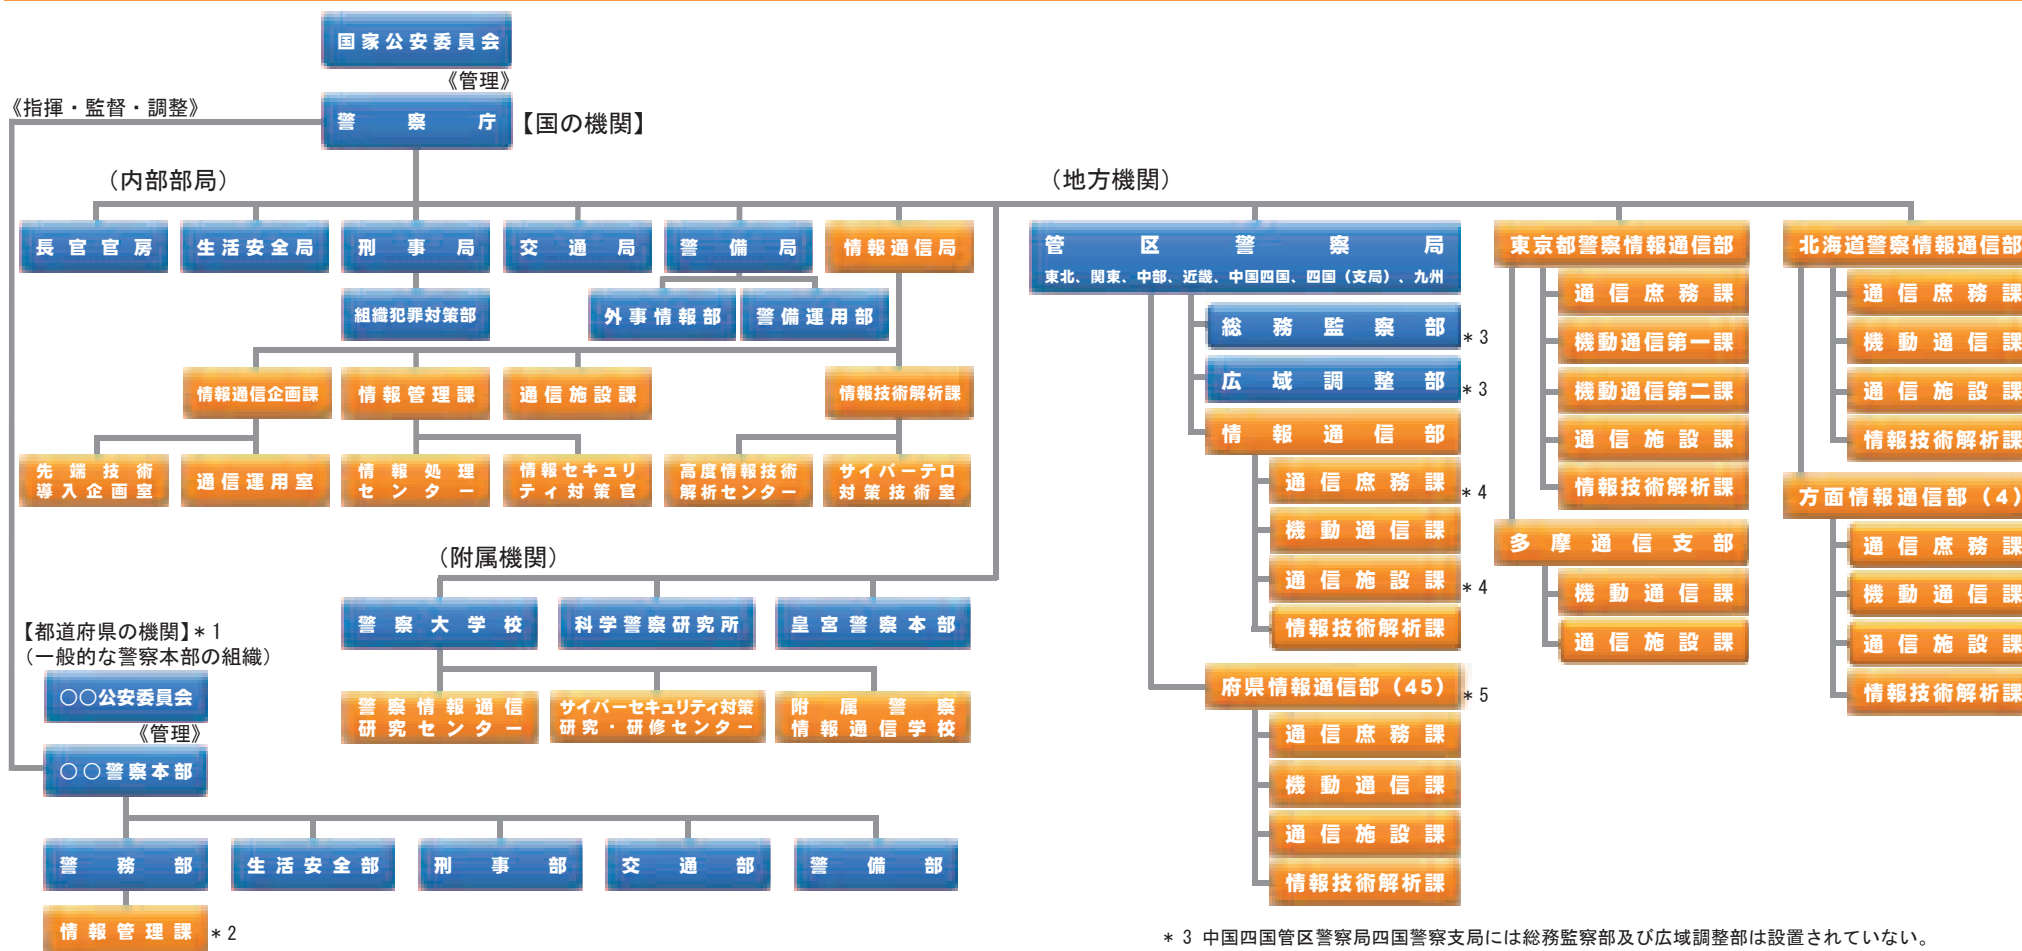 国家公安委員会
《管理》
《指揮・監督・調整》
警察庁
【国の機関】
（内部部局）
（地方機関）
長官官房
生活安全局
刑事局
交通局
警備局
情報通信局
組織犯罪対策部
外事情報部
警備運用部
情報通信企画課
情報管理課
通信施設課
情報技術解析課
先端技術
導入企画室
通信運用室
情報処理
センター
情報セキュリ
ティ対策官
高度情報技術
解析センター
サイバーテロ
対策技術室
（附属機関）
警察大学校
科学警察研究所
皇宮警察本部
警察情報通信
研究センター
サイバーセキュリティ対策
研究・研修センター
附属警察
情報通信学校
管区警察局
東北、関東、中部、近畿、中国四国、四国（支局）、九州
総務監察部
＊3
広域調整部
＊3
情報通信部
通信庶務課
＊4
機動通信課
通信施設課
＊4
情報技術解析課
府県情報通信部（45）
＊5
通信庶務課
機動通信課
通信施設課
情報技術解析課
東京都警察情報通信部
通信庶務課
機動通信第一課
機動通信第二課
通信施設課
情報技術解析課
多摩通信支部
機動通信課
通信施設課
北海道警察情報通信部
通信庶務課
機動通信課
通信施設課
情報技術解析課
方面情報通信部（4）
通信庶務課
機動通信課
通信施設課
情報技術解析課
【都道府県の機関】＊1
（一般的な警察本部の組織）
○○公安委員会
《管理》
○○警察本部
警務部
生活安全部
刑事部
交通部
警備部
情報管理課
＊2
＊3 中国四国管区警察局四国警察支局には総務監察部及び広域調整部は設置されていない。